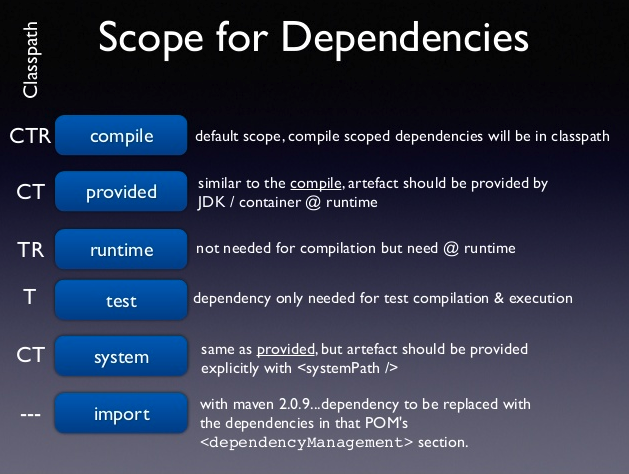 Scope for Dependencies
Classpath
CTR compile default scope, compile scoped dependencies will be in classpath
CT provided similar to the compile, artefact should be provided by
JDK / container @ runtime
TR runtime not needed for compilation but need @ runtime
T test dependency only needed for test compilation & execution
CT system same as provided, but artefact should be provided
explicitly with <systemPath />
--- import with maven 2.0.9...dependency to be replaced with
the dependencies in that POM's
<dependencyManagement> section.